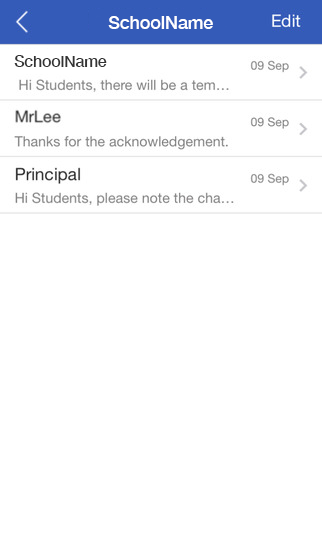 SchoolName Edit
SchoolName 09 Sep
Hi Students, there will be a tem…
MrLee 09 Sep
Thanks for the acknowledgement.
Principal 09 Sep
Hi Students, please note the cha…